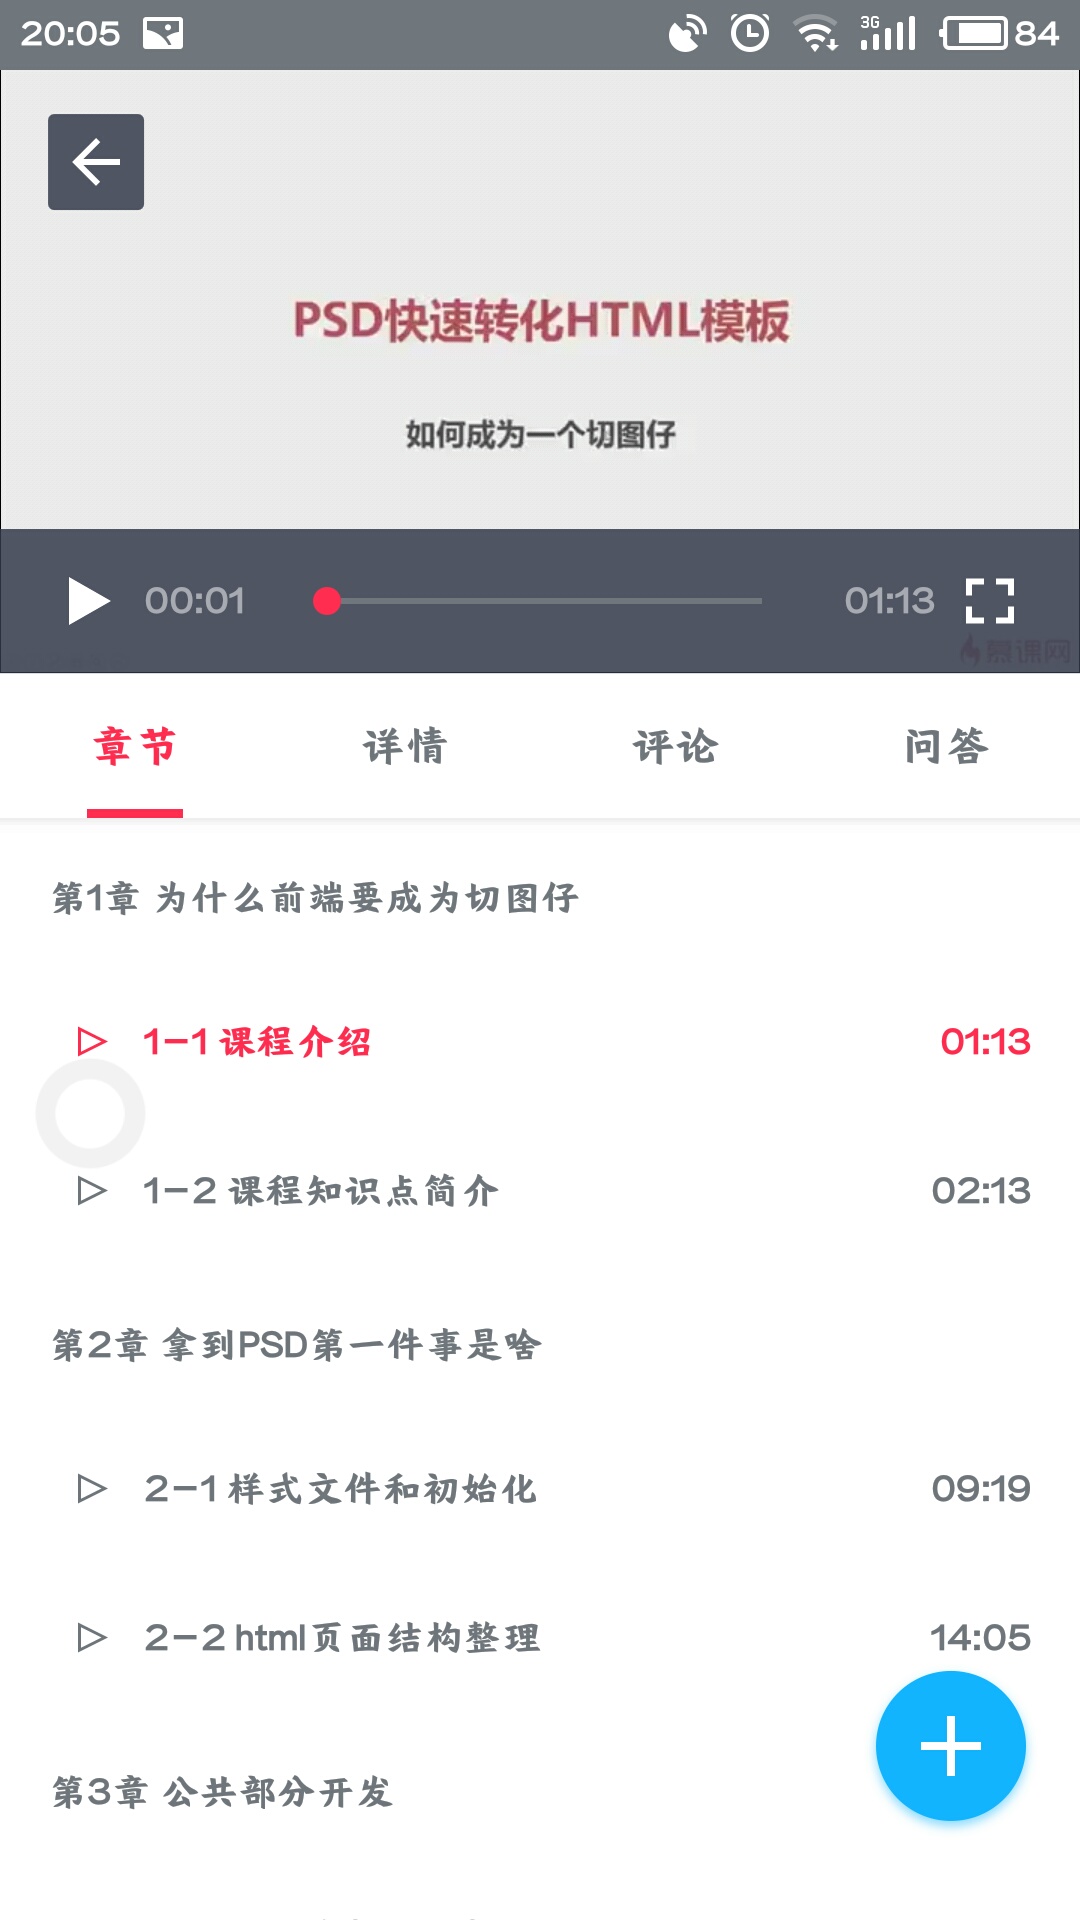 20:05
3G
84
PSD快速转化HTML模板
如何成为一个切图仔
00:01
01:13
慕课网
章节
详情
评论
问答
第1章 为什么前端要成为切图仔
1-1 课程介绍
01:13
1-2 课程知识点简介
02:13
第2章 拿到PSD第一件事是啥
2-1 样式文件和初始化
09:19
2-2 html页面结构整理
14:05
第3章 公共部分开发